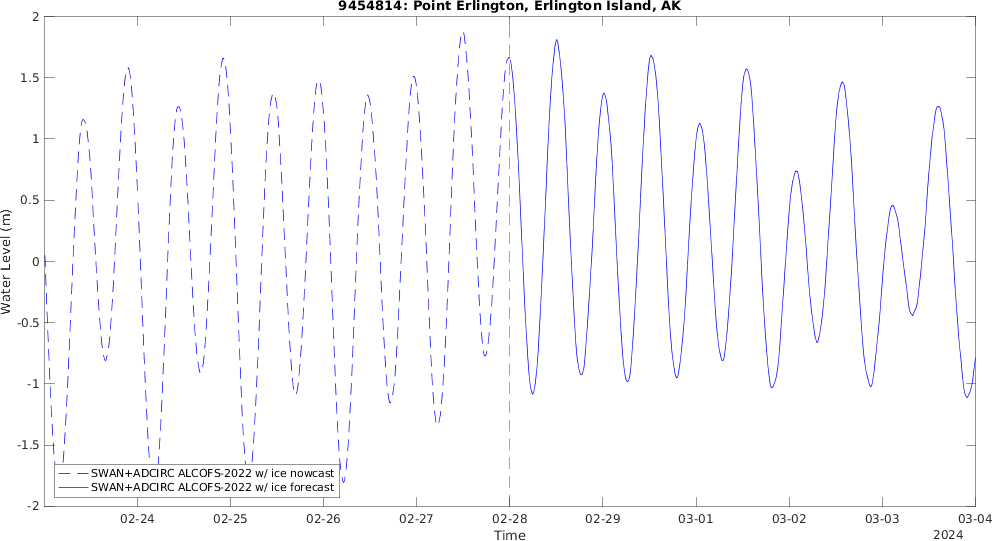 9454814: Point Erlington, Erlington Island, AK
Water Level (m)
2
1.5
1
0.5
0
-0.5
-1
-1.5
-2
SWAN+ADCIRC ALCOFS-2022 w/ ice nowcast
SWAN+ADCIRC ALCOFS-2022 w/ ice forecast
02-24 02-25 02-26 02-27 02-28 02-29 03-01 03-02 03-03 03-04
Time
2024